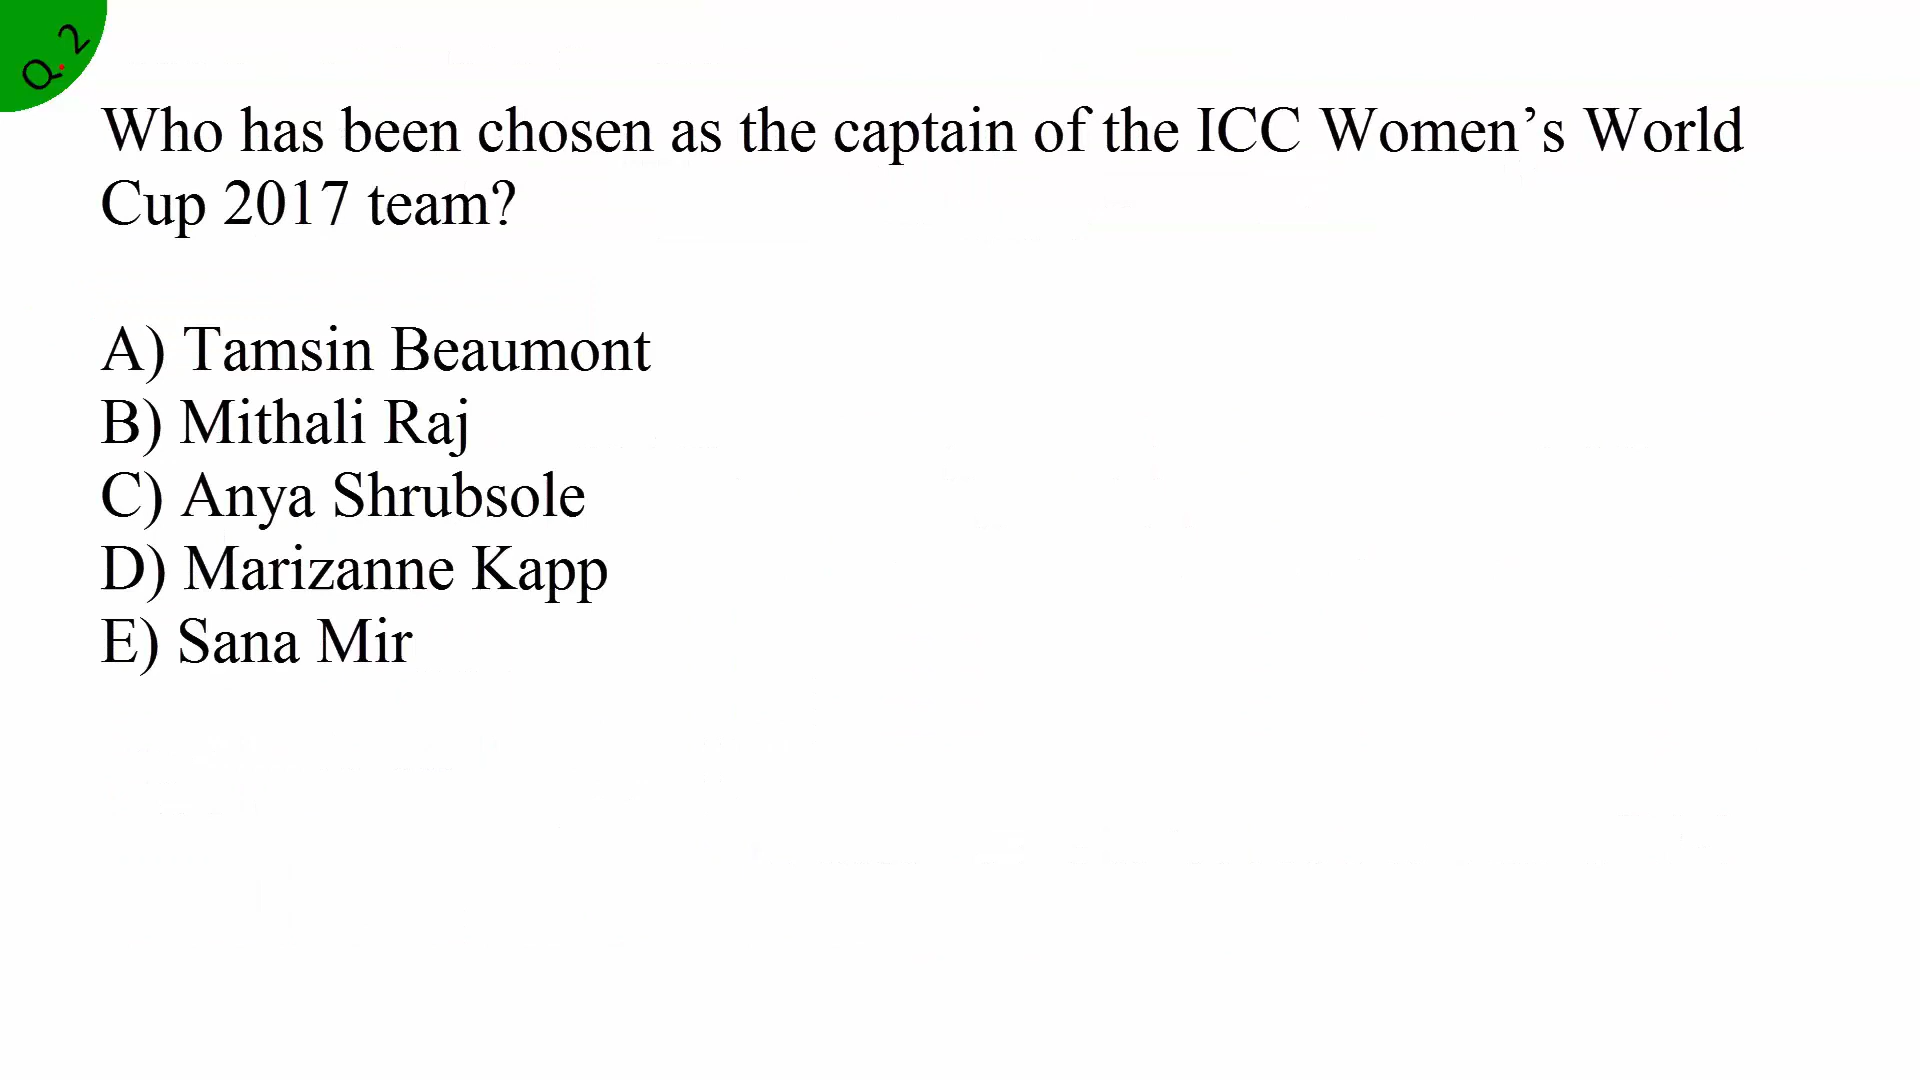 Q.2
Who has been chosen as the captain of the ICC Women’s World
Cup 2017 team?
A) Tamsin Beaumont
B) Mithali Raj
C) Anya Shrubsole
D) Marizanne Kapp
E) Sana Mir